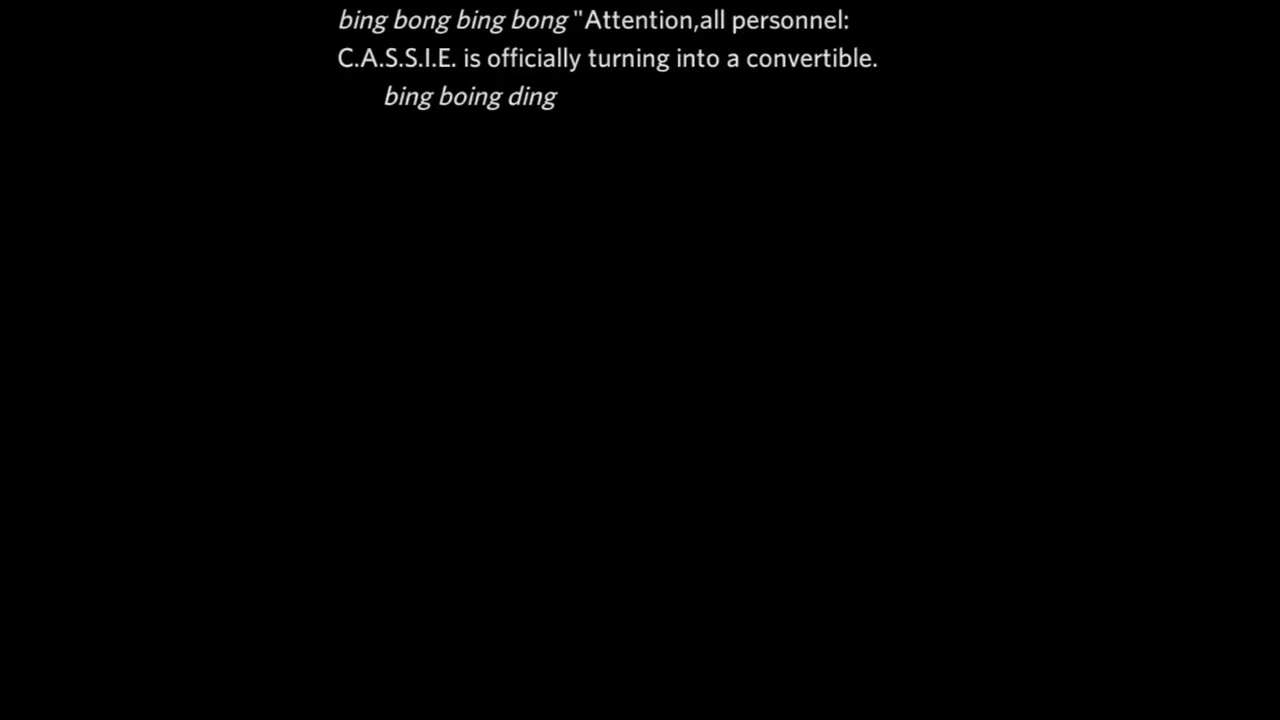 bing bong bing bong "Attention,all personnel:
C.A.S.S.I.E. is officially turning into a convertible.
bing boing ding